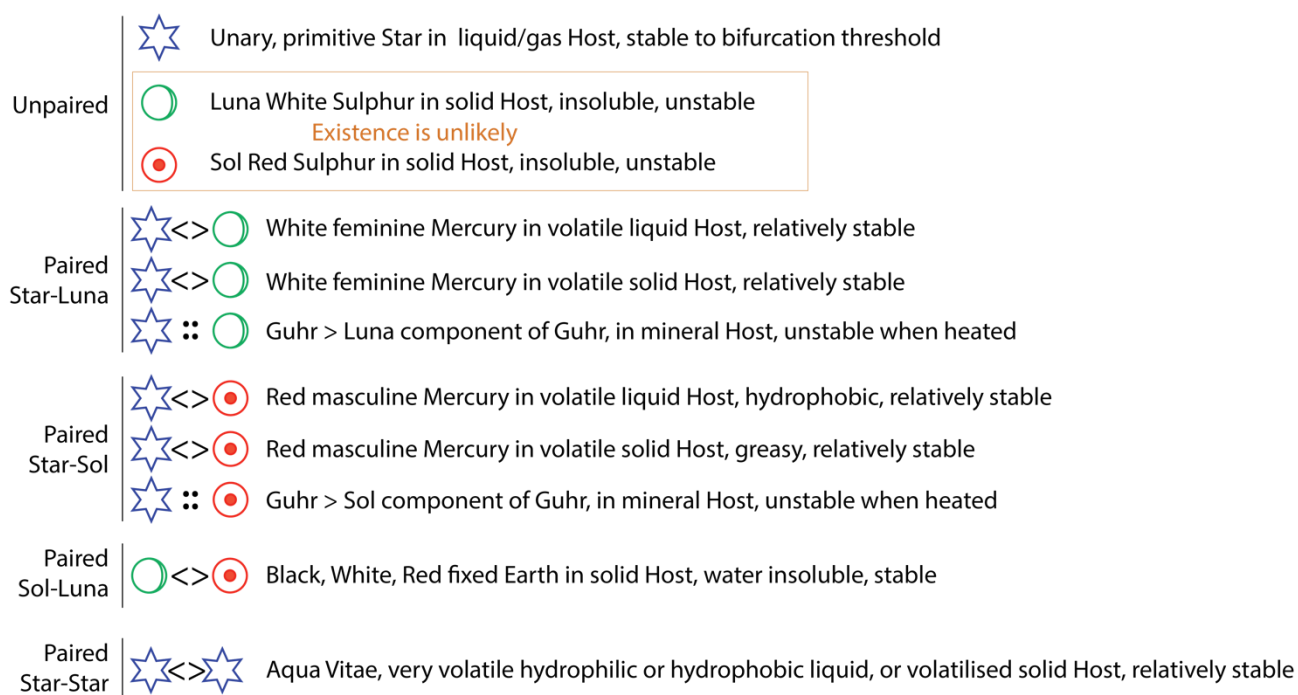 Unpaired
Unary, primitive Star in liquid/gas Host, stable to bifurcation threshold
Luna White Sulphur in solid Host, insoluble, unstable
Existence is unlikely
Sol Red Sulphur in solid Host, insoluble, unstable
Paired
Star-Luna
<> White feminine Mercury in volatile liquid Host, relatively stable
<> White feminine Mercury in volatile solid Host, relatively stable
:: Guhr > Luna component of Guhr, in mineral Host, unstable when heated
Paired
Star-Sol
<> Red masculine Mercury in volatile liquid Host, hydrophobic, relatively stable
<> Red masculine Mercury in volatile solid Host, greasy, relatively stable
:: Guhr > Sol component of Guhr, in mineral Host, unstable when heated
Paired
Sol-Luna
<> Black, White, Red fixed Earth in solid Host, water insoluble, stable
Paired
Star-Star
<> Aqua Vitae, very volatile hydrophilic or hydrophobic liquid, or volatilised solid Host, relatively stable